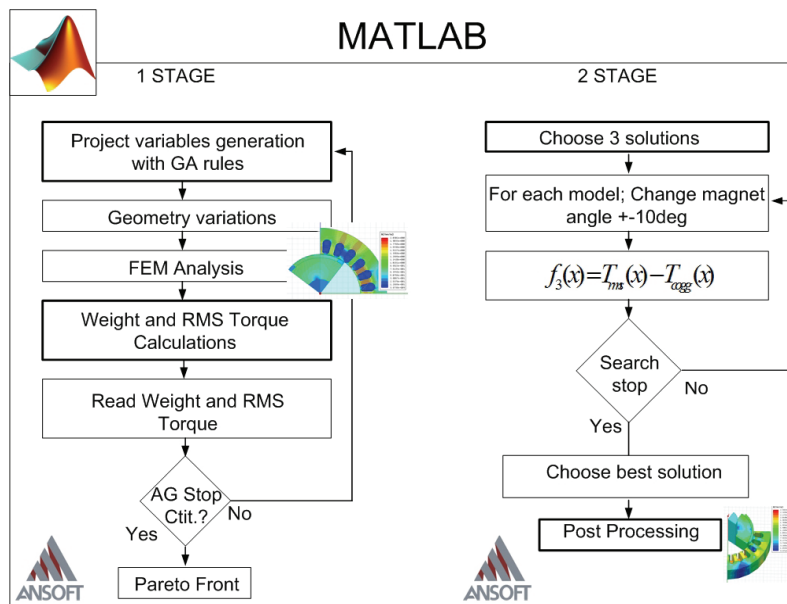 MATLAB
1 STAGE
Project variables generation
with GA rules
Geometry variations
FEM Analysis
Weight and RMS Torque
Calculations
Read Weight and RMS
Torque
AG Stop
Ctit.?
No
Yes
Pareto Front
ANSOFT
2 STAGE
Choose 3 solutions
For each model; Change magnet
angle +-10deg
f₃(x)=Tᵣₘₛ(x)−T_cogg(x)
Search
stop
No
Yes
Choose best solution
Post Processing
ANSOFT